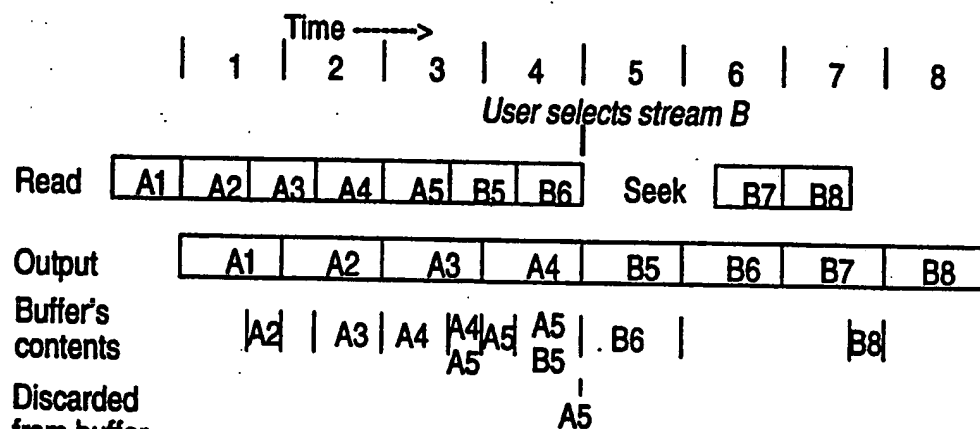 Time ------>
| 1 | 2 | 3 | 4 | 5 | 6 | 7 | 8
User selects stream B
Read A1 A2 A3 A4 A5 B5 B6 Seek B7 B8
Output A1 A2 A3 A4 B5 B6 B7 B8
Buffer's
contents |A2| | A3 | A4 |A4|A5| A5 | B6 | |B8|
A5 B5
Discarded
A5
from buffer